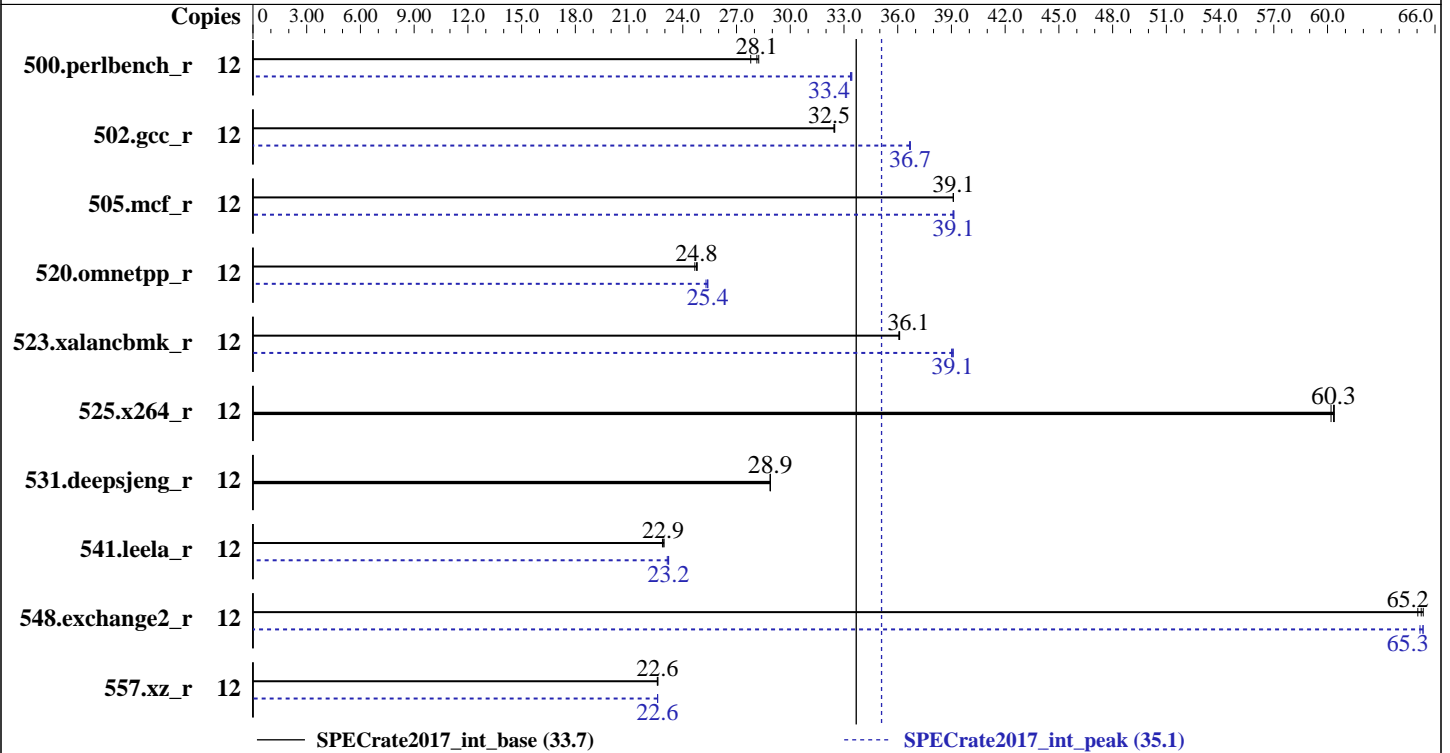 Copies 0 3.00 6.00 9.00 12.0 15.0 18.0 21.0 24.0 27.0 30.0 33.0 36.0 39.0 42.0 45.0 48.0 51.0 54.0 57.0 60.0 66.0
28.1
500.perlbench_r 12
33.4
32.5
502.gcc_r 12
36.7
39.1
505.mcf_r 12
39.1
24.8
520.omnetpp_r 12
25.4
36.1
523.xalancbmk_r 12
39.1
60.3
525.x264_r 12
28.9
531.deepsjeng_r 12
22.9
541.leela_r 12
23.2
65.2
548.exchange2_r 12
65.3
22.6
557.xz_r 12
22.6
SPECrate2017_int_base (33.7) SPECrate2017_int_peak (35.1)